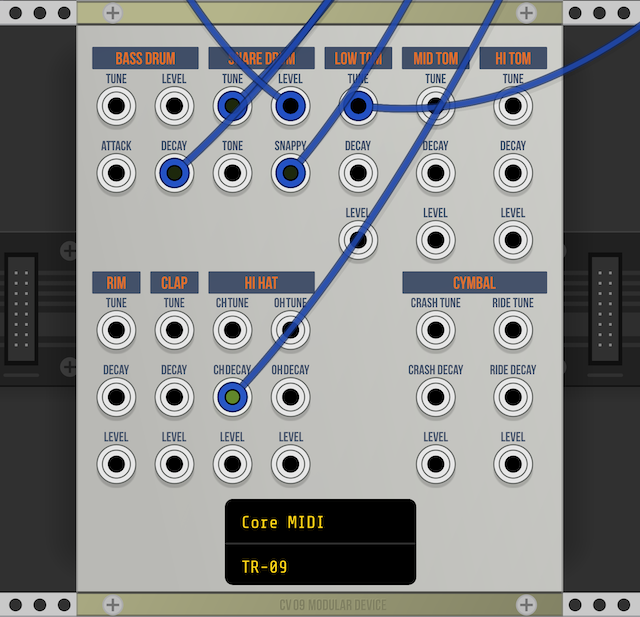 BASS DRUM SNARE DRUM LOW TOM MID TOM HI TOM
TUNE LEVEL TUNE LEVEL TUNE TUNE TUNE
ATTACK DECAY TONE SNAPPY DECAY DECAY DECAY
LEVEL LEVEL LEVEL
RIM CLAP HI HAT CYMBAL
TUNE TUNE CH TUNE OH TUNE CRASH TUNE RIDE TUNE
DECAY DECAY CH DECAY OH DECAY CRASH DECAY RIDE DECAY
LEVEL LEVEL LEVEL LEVEL LEVEL LEVEL
Core MIDI
TR-09
CV 09 MODULAR DEVICE